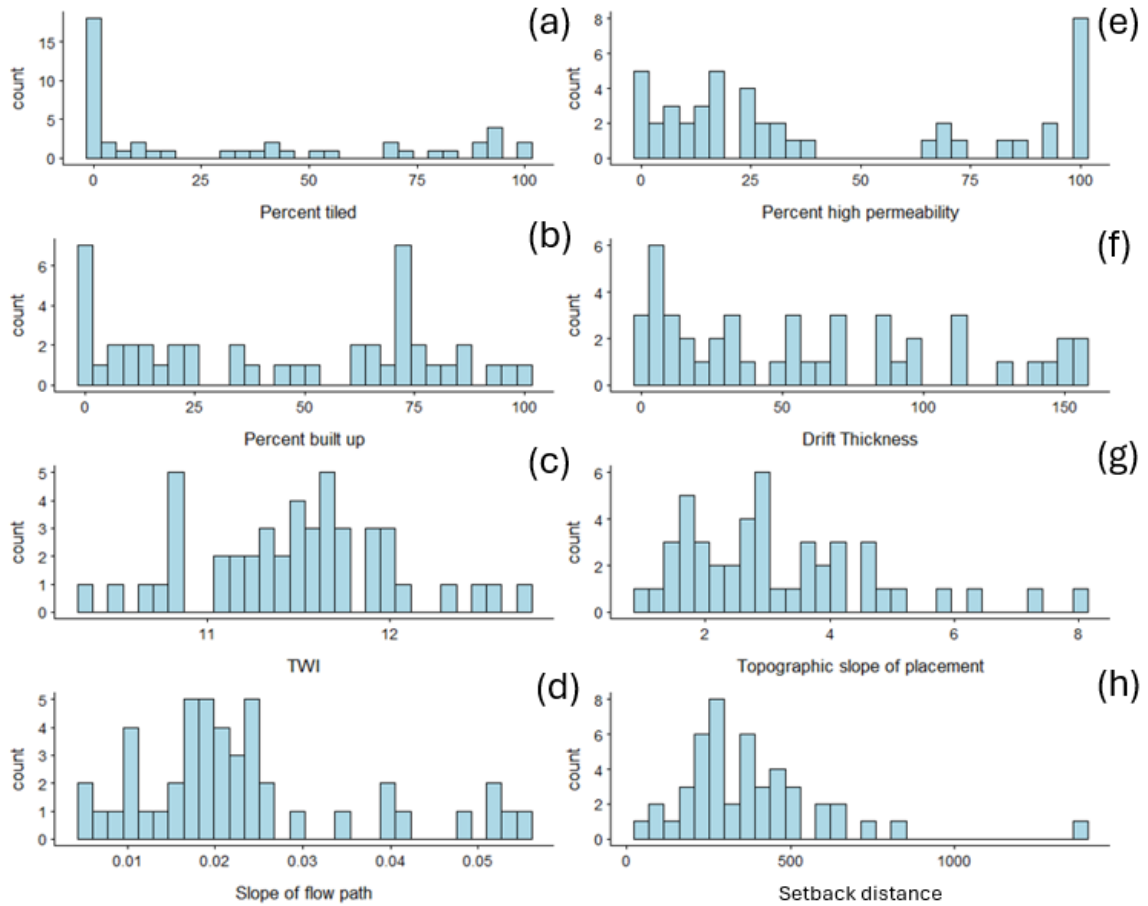 (a)
count
15
10
5
0
0 25 50 75 100
Percent tiled
(e)
count
8
6
4
2
0
0 25 50 75 100
Percent high permeability
(b)
count
6
4
2
0
0 25 50 75 100
Percent built up
(f)
count
6
4
2
0
0 50 100 150
Drift Thickness
(c)
count
5
4
3
2
1
0
11 12
TWI
(g)
count
6
4
2
0
2 4 6 8
Topographic slope of placement
(d)
count
5
4
3
2
1
0
0.01 0.02 0.03 0.04 0.05
Slope of flow path
(h)
count
8
6
4
2
0
0 500 1000
Setback distance